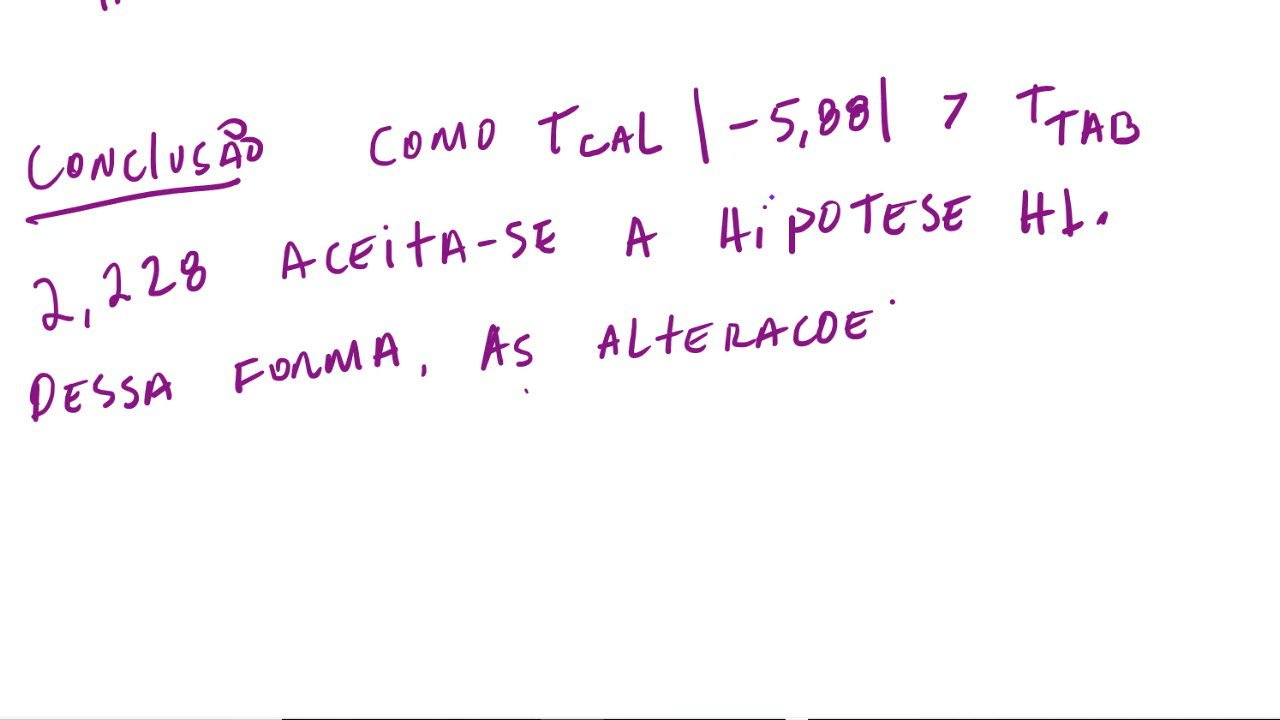 CONCLUSÃO COMO TCAL |-5,88| > TTAB
2,228 ACEITA-SE A HIPOTESE H1.
DESSA FORMA, AS ALTERACOE